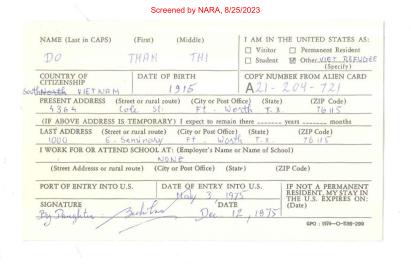 Screened by NARA, 8/25/2023
NAME (Last in CAPS) (First) (Middle) I AM IN THE UNITED STATES AS:
DO THAM THI
☐ Visitor ☐ Permanent Resident
☐ Student ☒ Other VIET REFUGEE
(Specify)
COUNTRY OF CITIZENSHIP DATE OF BIRTH COPY NUMBER FROM ALIEN CARD
South VIETNAM 1915 A21-204-721
PRESENT ADDRESS (Street or rural route) (City or Post Office) (State) (ZIP Code)
4364 Cole St. Ft. Worth T.X. 76115
(IF ABOVE ADDRESS IS TEMPORARY) I expect to remain there ______ years ______ months
LAST ADDRESS (Street or rural route) (City or Post Office) (State) (ZIP Code)
1000 E. Seminary Ft. Worth T.X. 76115
I WORK FOR OR ATTEND SCHOOL AT: (Employer's Name or Name of School)
NONE
(Street Address or rural route) (City or Post Office) (State) (ZIP Code)
PORT OF ENTRY INTO U.S. DATE OF ENTRY INTO U.S. IF NOT A PERMANENT RESIDENT, MY STAY IN THE U.S. EXPIRES ON: (Date)
May 3, 1975
SIGNATURE DATE
By Daughter: Dec 12, 1975
GPO : 1974-O-538-299